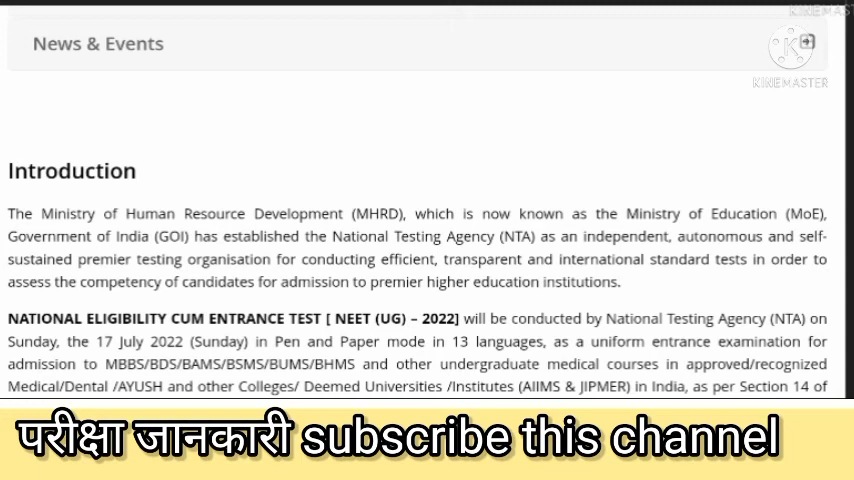 KINEMAS
News & Events
K
KINEMASTER
Introduction
The Ministry of Human Resource Development (MHRD), which is now known as the Ministry of Education (MoE),
Government of India (GOI) has established the National Testing Agency (NTA) as an independent, autonomous and self-
sustained premier testing organisation for conducting efficient, transparent and international standard tests in order to
assess the competency of candidates for admission to premier higher education institutions.
NATIONAL ELIGIBILITY CUM ENTRANCE TEST [ NEET (UG) – 2022] will be conducted by National Testing Agency (NTA) on
Sunday, the 17 July 2022 (Sunday) in Pen and Paper mode in 13 languages, as a uniform entrance examination for
admission to MBBS/BDS/BAMS/BSMS/BUMS/BHMS and other undergraduate medical courses in approved/recognized
Medical/Dental /AYUSH and other Colleges/ Deemed Universities /Institutes (AIIMS & JIPMER) in India, as per Section 14 of
परीक्षा जानकारी subscribe this channel